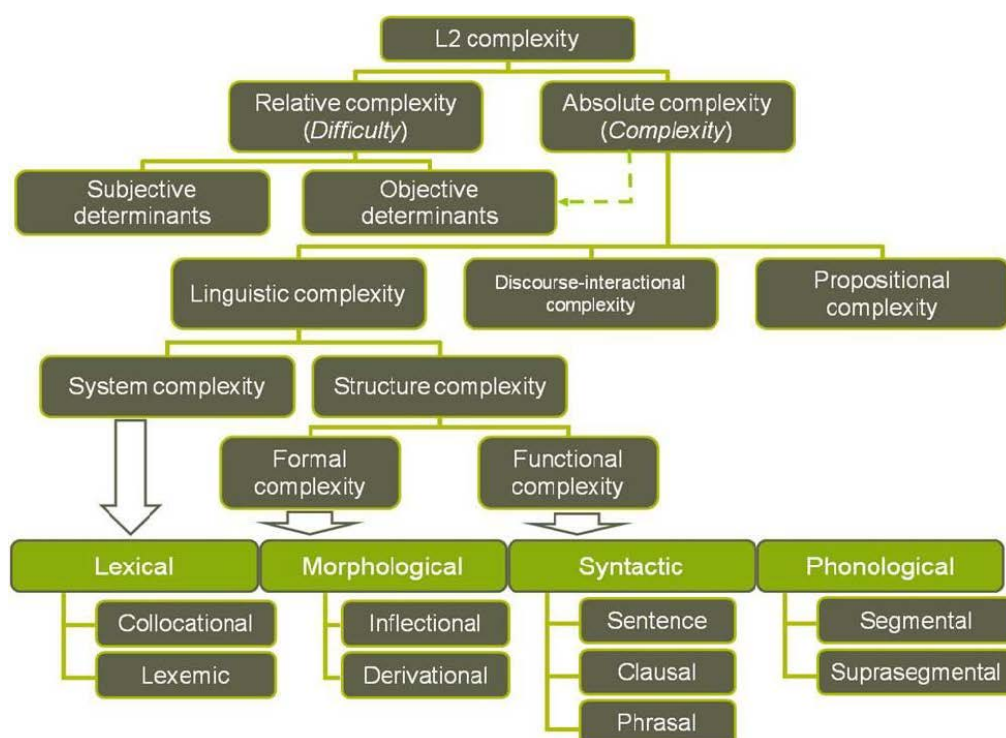 L2 complexity
Relative complexity
(Difficulty)
Absolute complexity
(Complexity)
Subjective
determinants
Objective
determinants
Linguistic complexity
Discourse-interactional
complexity
Propositional
complexity
System complexity
Structure complexity
Formal
complexity
Functional
complexity
Lexical
Morphological
Syntactic
Phonological
Collocational
Lexemic
Inflectional
Derivational
Sentence
Clausal
Phrasal
Segmental
Suprasegmental